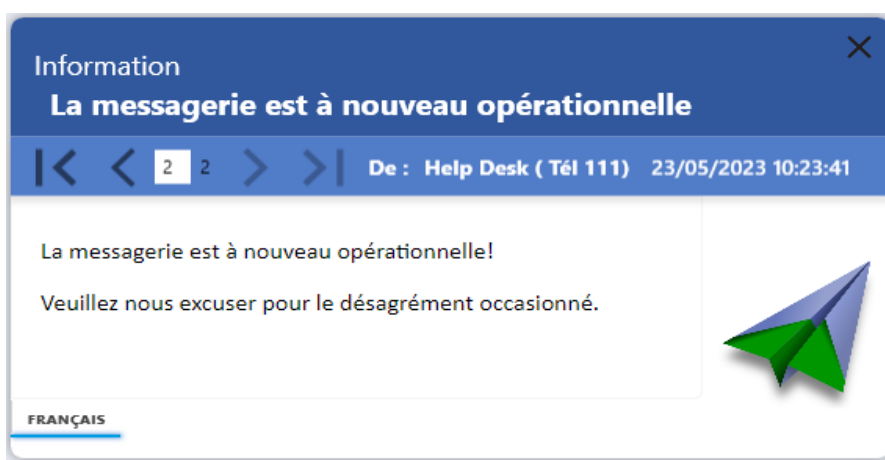 Information
La messagerie est à nouveau opérationnelle
2 2 De : Help Desk ( Tél 111) 23/05/2023 10:23:41
La messagerie est à nouveau opérationnelle!
Veuillez nous excuser pour le désagrément occasionné.
FRANÇAIS